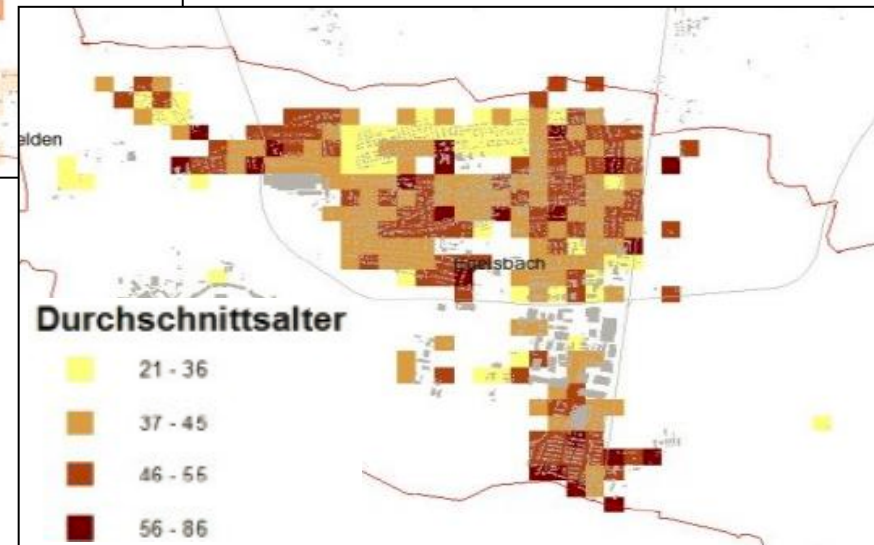 elden
Egelsbach
Durchschnittsalter
21 - 36
37 - 45
46 - 55
56 - 86